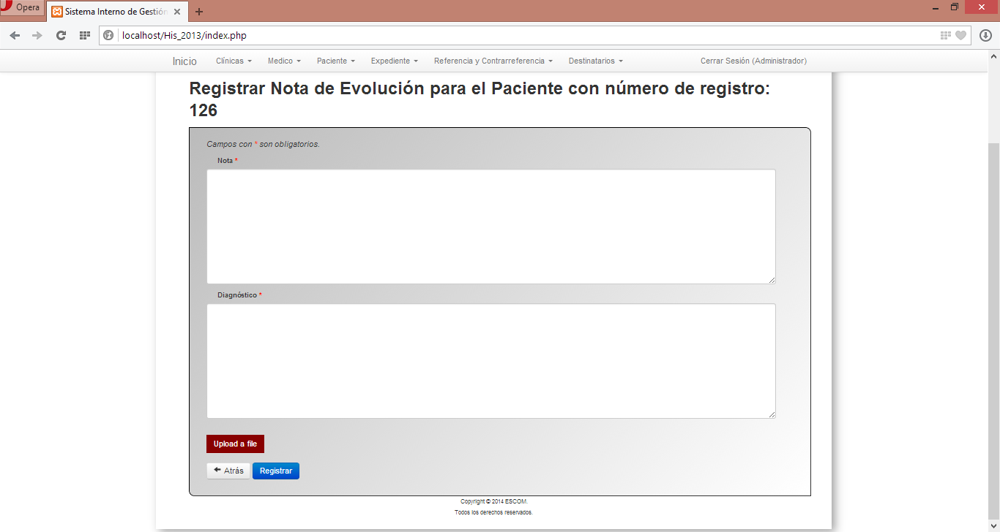 Opera
Sistema Interno de Gestión
localhost/His_2013/index.php
Inicio Clínicas Medico Paciente Expediente Referencia y Contrarreferencia Destinatarios Cerrar Sesión (Administrador)
Registrar Nota de Evolución para el Paciente con número de registro:
126
Campos con * son obligatorios.
Nota *
Diagnóstico *
Upload a file
Atrás Registrar
Copyright © 2014 ESCOM.
Todos los derechos reservados.